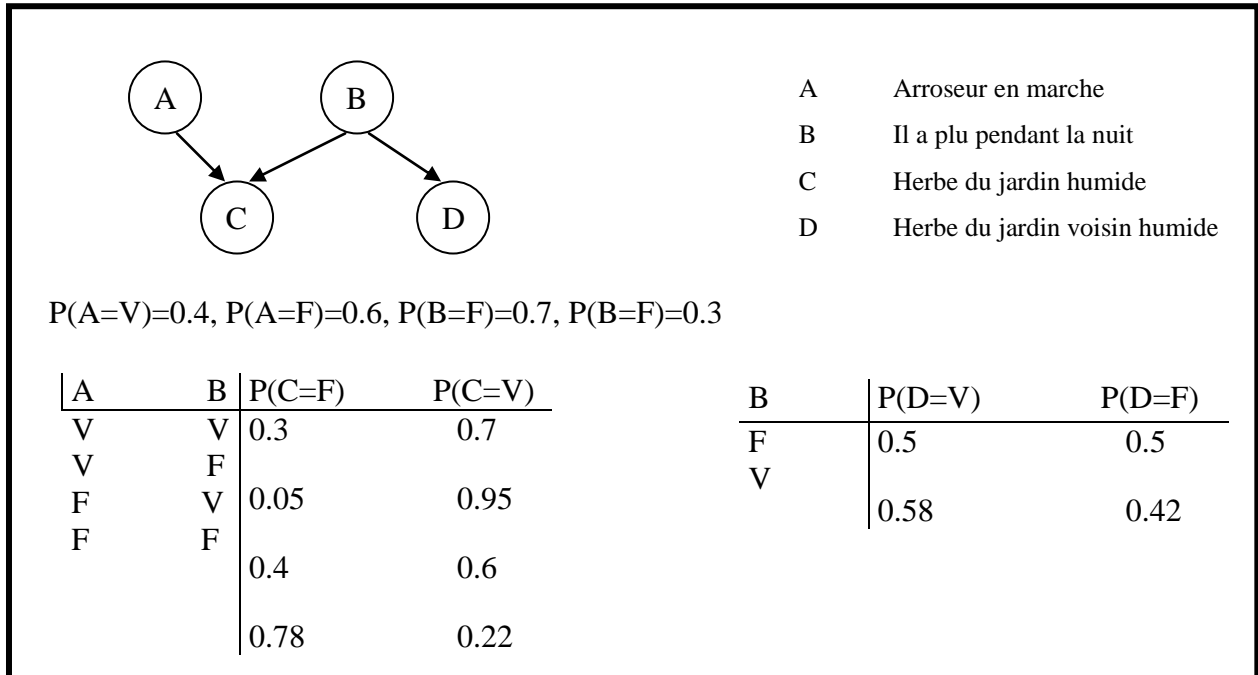 A B
C D
A Arroseur en marche
B Il a plu pendant la nuit
C Herbe du jardin humide
D Herbe du jardin voisin humide
P(A=V)=0.4, P(A=F)=0.6, P(B=F)=0.7, P(B=F)=0.3
A B P(C=F) P(C=V)
V V 0.3 0.7
V F
F V 0.05 0.95
F F
0.4 0.6
0.78 0.22
B P(D=V) P(D=F)
F 0.5 0.5
V
0.58 0.42